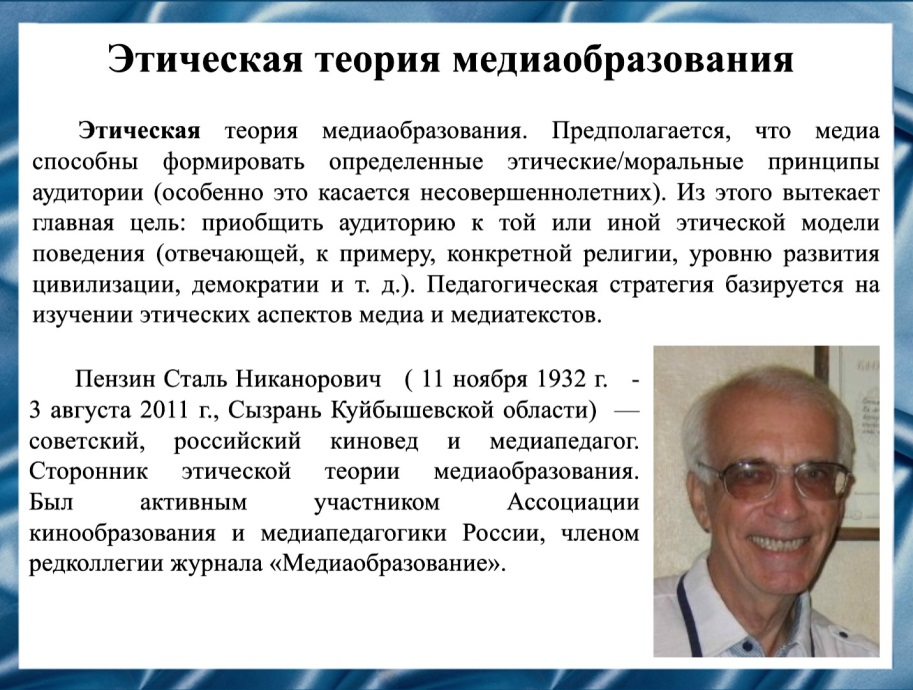 Этическая теория медиаобразования
Этическая теория медиаобразования. Предполагается, что медиа
способны формировать определенные этические/моральные принципы
аудитории (особенно это касается несовершеннолетних). Из этого вытекает
главная цель: приобщить аудиторию к той или иной этической модели
поведения (отвечающей, к примеру, конкретной религии, уровню развития
цивилизации, демократии и т. д.). Педагогическая стратегия базируется на
изучении этических аспектов медиа и медиатекстов.
Пензин Сталь Никанорович ( 11 ноября 1932 г. -
3 августа 2011 г., Сызрань Куйбышевской области) —
советский, российский киновед и медиапедагог.
Сторонник этической теории медиаобразования.
Был активным участником Ассоциации
кинообразования и медиапедагогики России, членом
редколлегии журнала «Медиаобразование».